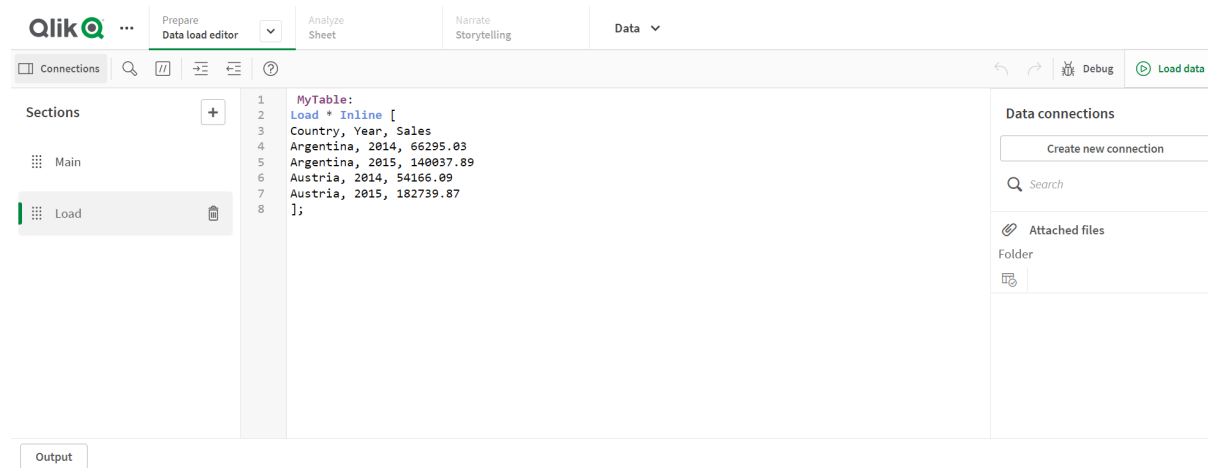 Qlik
Prepare
Data load editor
Analyze
Sheet
Narrate
Storytelling
Data
Connections
//
?
Debug
Load data
Sections
+
Main
Load
1 MyTable:
2 Load * Inline [
3 Country, Year, Sales
4 Argentina, 2014, 66295.03
5 Argentina, 2015, 140037.89
6 Austria, 2014, 54166.09
7 Austria, 2015, 182739.87
8 ];
Data connections
Create new connection
Search
Attached files
Folder
Output